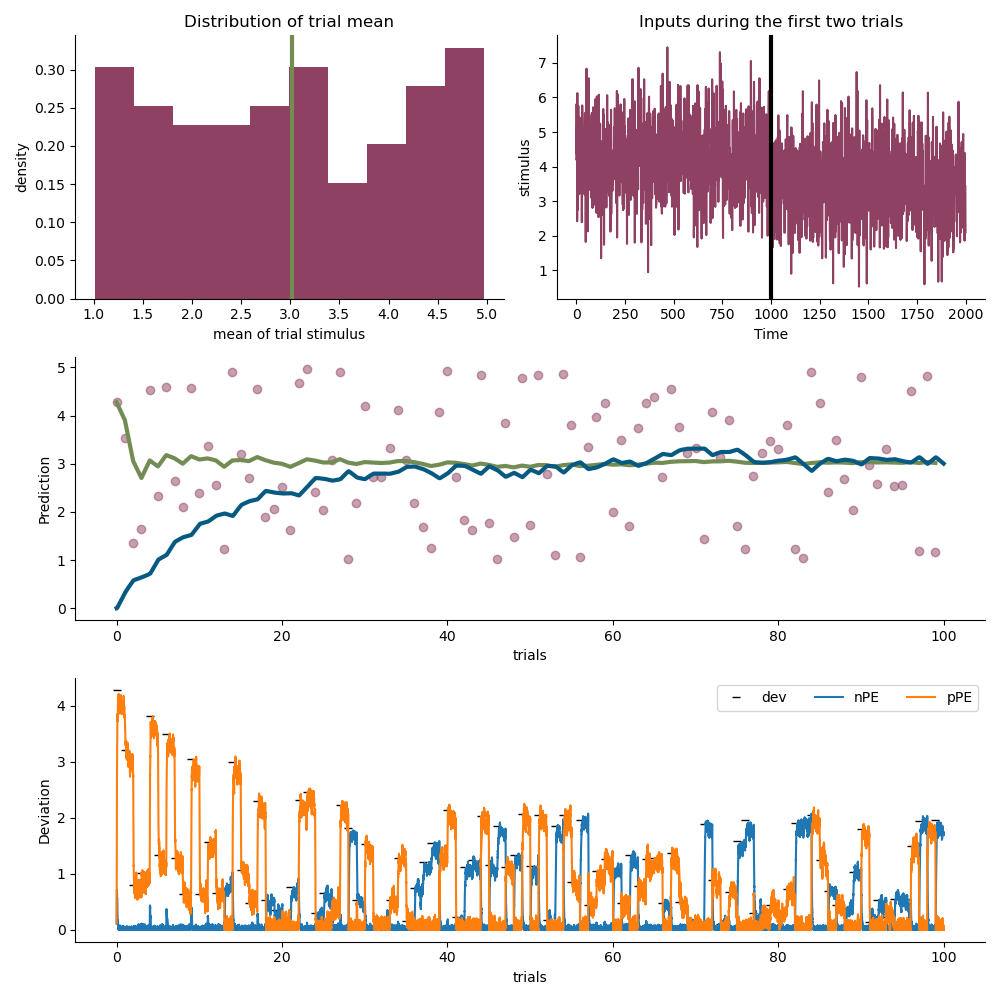 Distribution of trial mean
density
0.30
0.25
0.20
0.15
0.10
0.05
0.00
1.0 1.5 2.0 2.5 3.0 3.5 4.0 4.5 5.0
mean of trial stimulus
Inputs during the first two trials
stimulus
7
6
5
4
3
2
1
0 250 500 750 1000 1250 1500 1750 2000
Time
Prediction
5
4
3
2
1
0
0 20 40 60 80 100
trials
Deviation
4
3
2
1
0
dev nPE pPE
0 20 40 60 80 100
trials